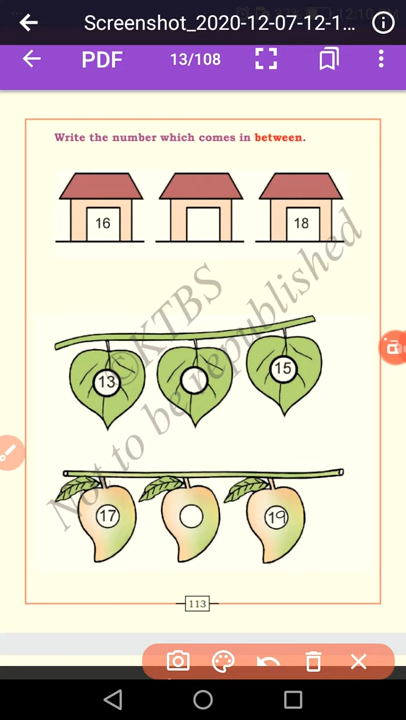 Screenshot_2020-12-07-12-1...
PDF
13/108
Write the number which comes in between.
16
18
©KTBS
Not to be republished
13
15
17
19
113